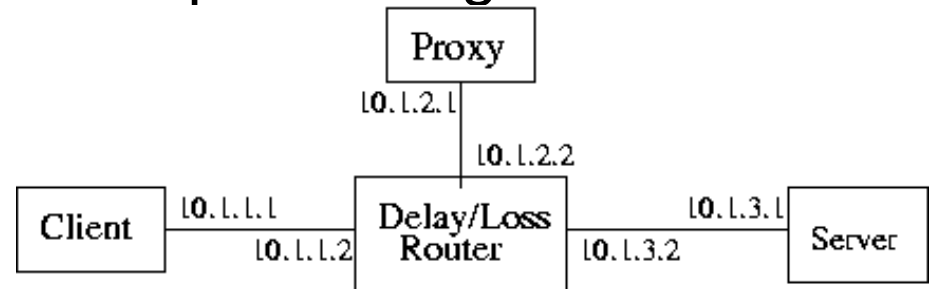 Proxy
10.1.2.1
10.1.2.2
Client
10.1.1.1
10.1.1.2
Delay/Loss
Router
10.1.3.1
10.1.3.2
Server